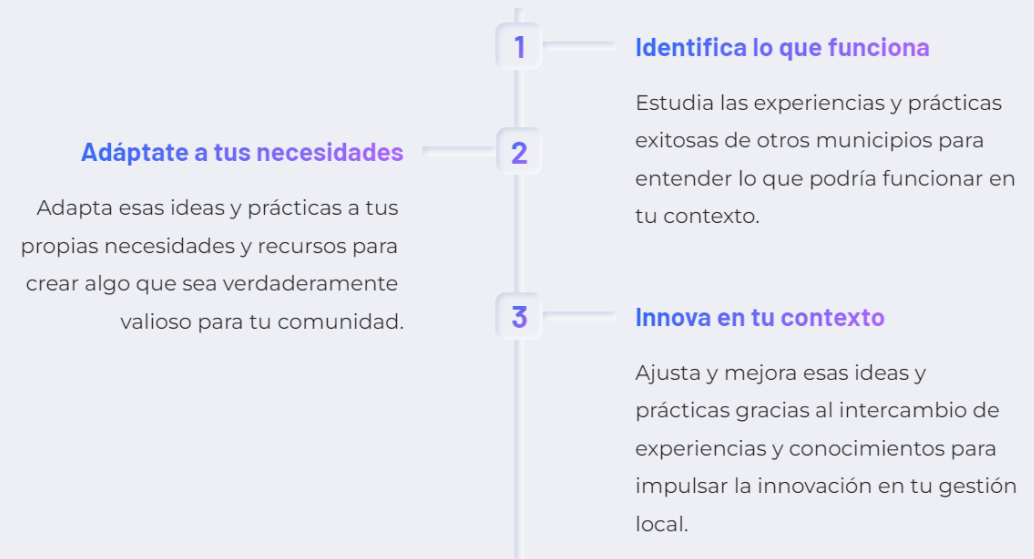 1
Identifica lo que funciona
Estudia las experiencias y prácticas
exitosas de otros municipios para
entender lo que podría funcionar en
tu contexto.
2
Adáptate a tus necesidades
Adapta esas ideas y prácticas a tus
propias necesidades y recursos para
crear algo que sea verdaderamente
valioso para tu comunidad.
3
Innova en tu contexto
Ajusta y mejora esas ideas y
prácticas gracias al intercambio de
experiencias y conocimientos para
impulsar la innovación en tu gestión
local.